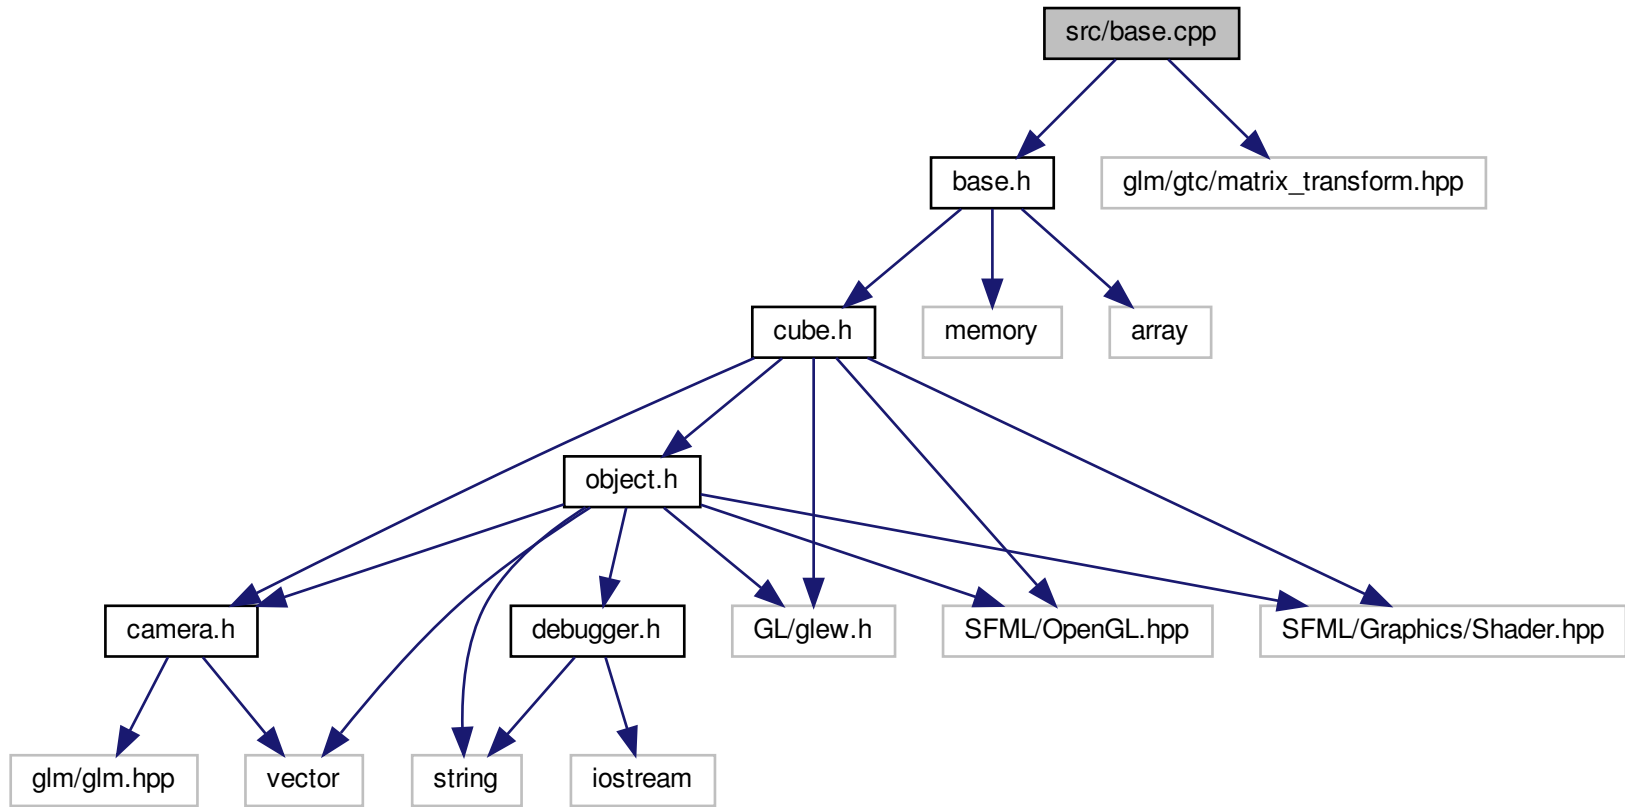 src/base.cpp
base.h
glm/gtc/matrix_transform.hpp
cube.h
memory
array
object.h
camera.h
debugger.h
GL/glew.h
SFML/OpenGL.hpp
SFML/Graphics/Shader.hpp
glm/glm.hpp
vector
string
iostream